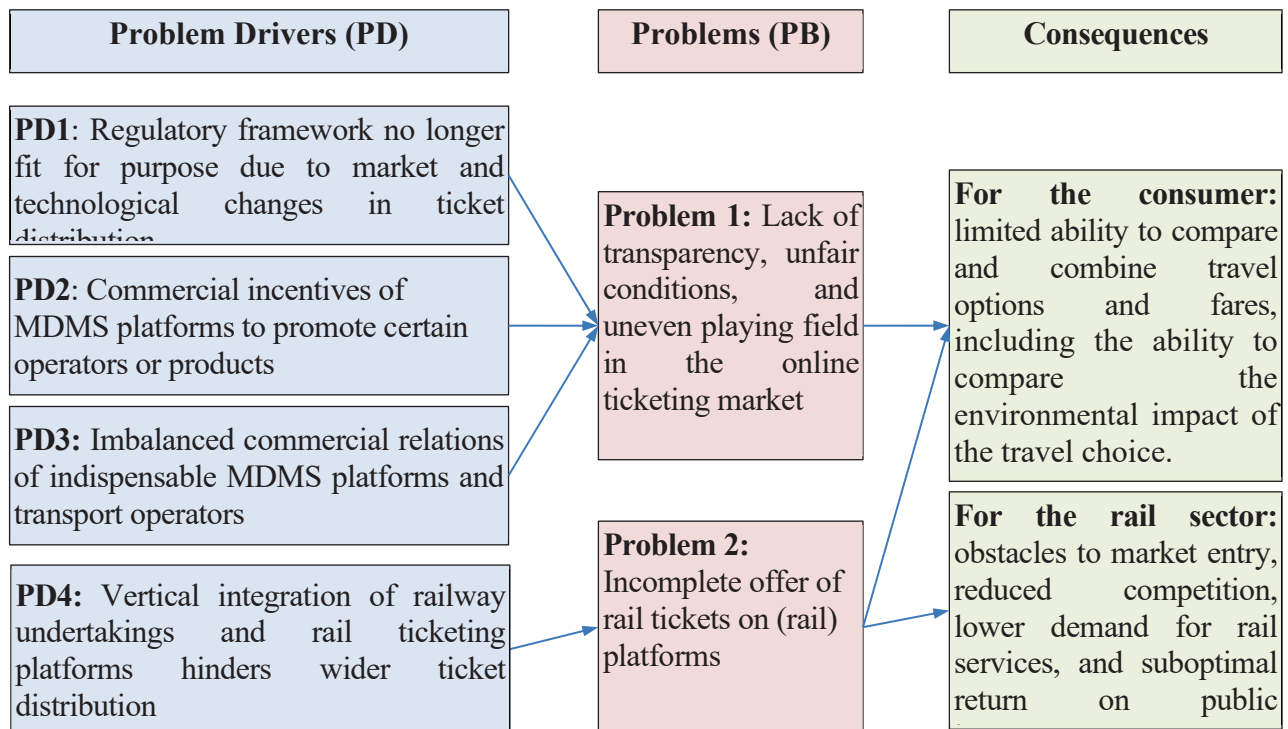 Problem Drivers (PD)
Problems (PB)
Consequences
PD1: Regulatory framework no longer
fit for purpose due to market and
technological changes in ticket
distribution
PD2: Commercial incentives of
MDMS platforms to promote certain
operators or products
PD3: Imbalanced commercial relations
of indispensable MDMS platforms and
transport operators
PD4: Vertical integration of railway
undertakings and rail ticketing
platforms hinders wider ticket
distribution
Problem 1: Lack of
transparency, unfair
conditions, and
uneven playing field
in the online
ticketing market
Problem 2:
Incomplete offer of
rail tickets on (rail)
platforms
For the consumer:
limited ability to compare
and combine travel
options and fares,
including the ability to
compare the
environmental impact of
the travel choice.
For the rail sector:
obstacles to market entry,
reduced competition,
lower demand for rail
services, and suboptimal
return on public